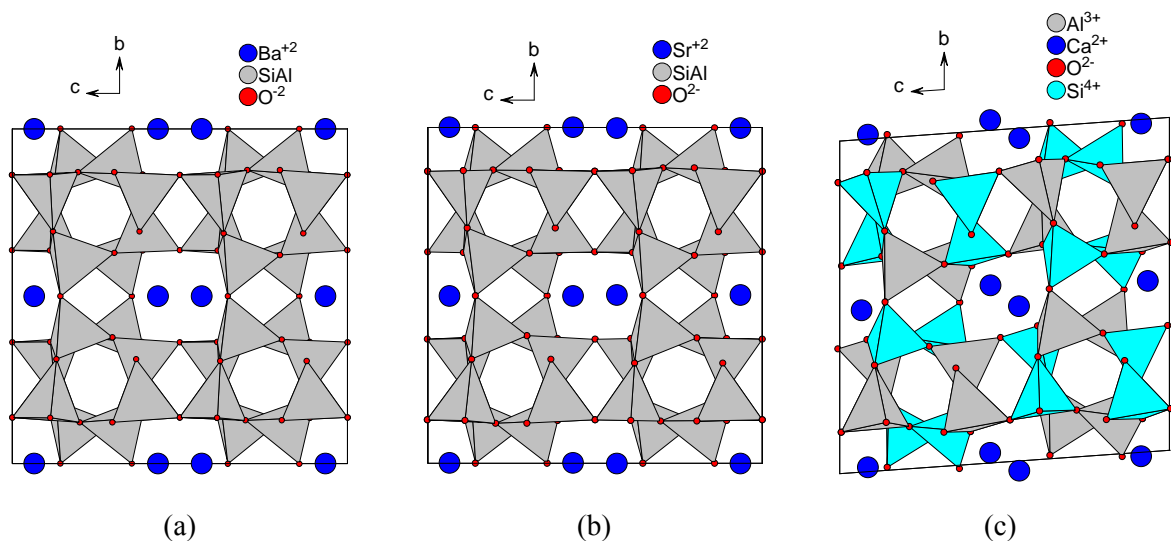 b
c
Ba⁺²
SiAl
O⁻²
b
c
Sr⁺²
SiAl
O²⁻
b
c
Al³⁺
Ca²⁺
O²⁻
Si⁴⁺
(a)
(b)
(c)